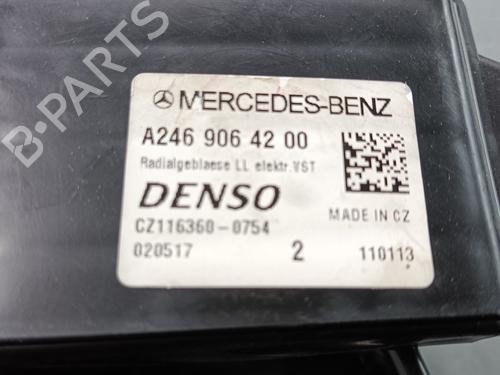 MERCEDES-BENZ
A246 906 42 00
Radialgeblaese LL elektr.VST
DENSO
MADE IN CZ
CZ116360-0754
020517 2 110113
B-PARTS